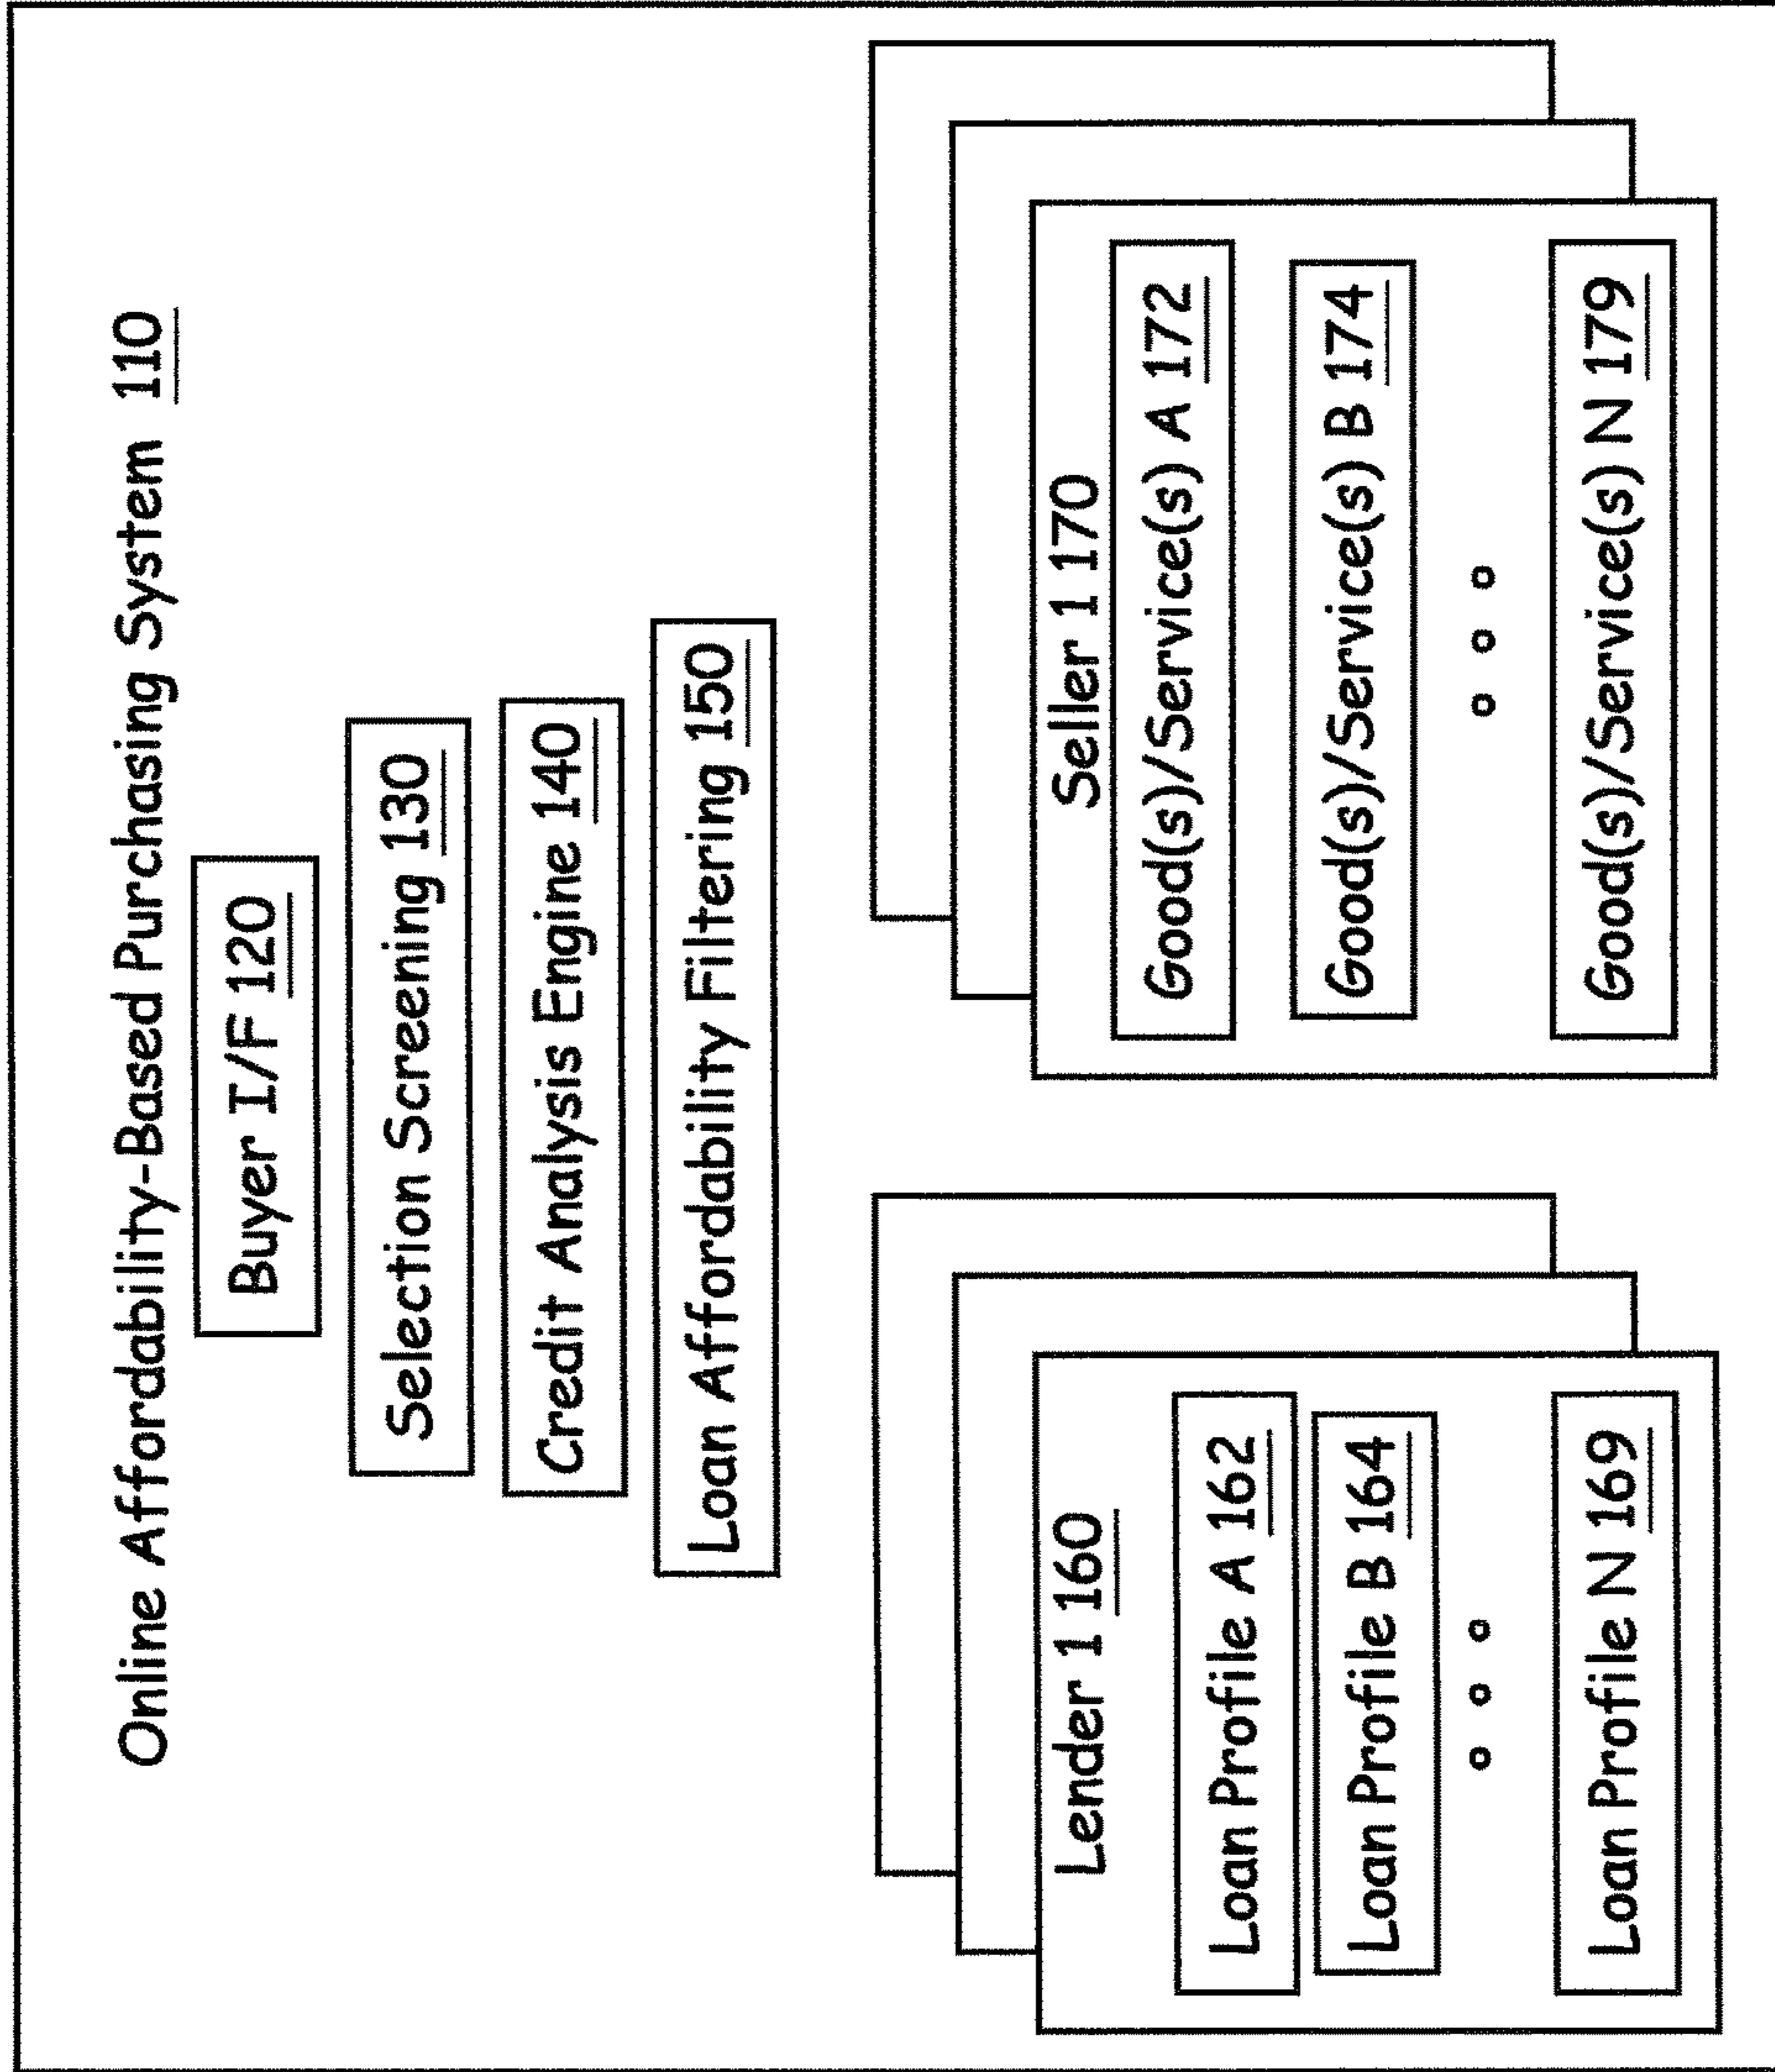 Online Affordability-Based Purchasing System 110
Buyer I/F 120
Selection Screening 130
Credit Analysis Engine 140
Loan Affordability Filtering 150
Lender 1 160
Loan Profile A 162
Loan Profile B 164
Loan Profile N 169
Seller 1 170
Good(s)/Service(s) A 172
Good(s)/Service(s) B 174
Good(s)/Service(s) N 179